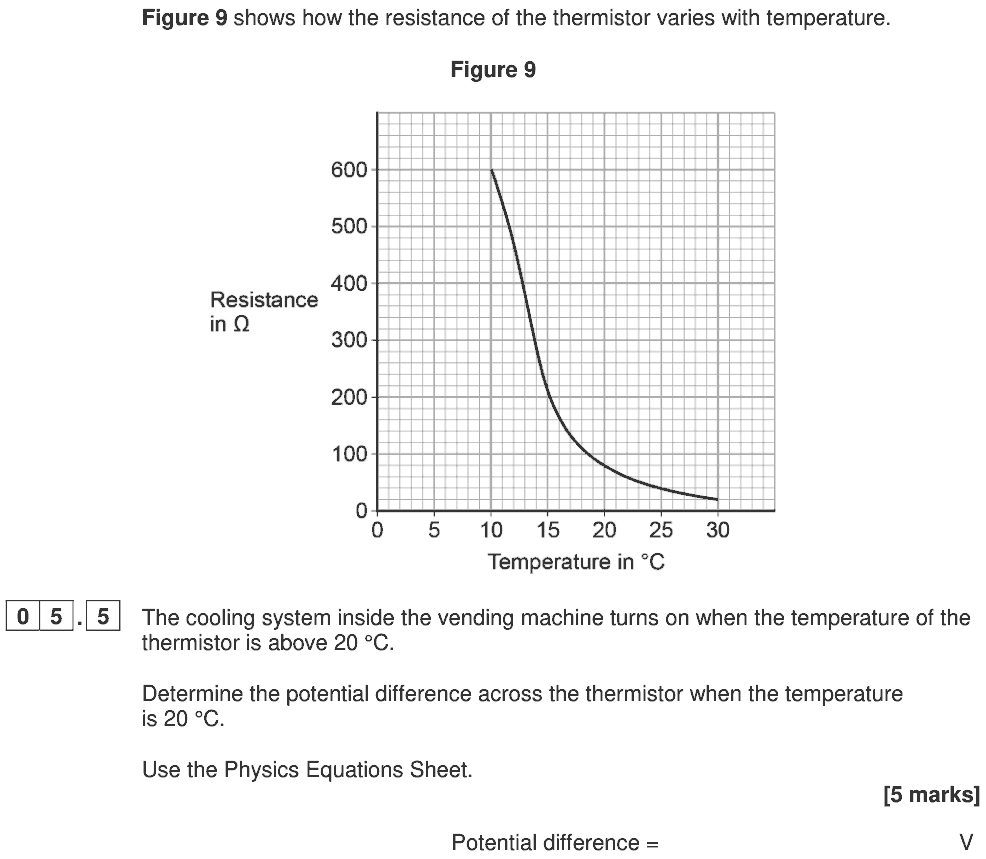 Figure 9 shows how the resistance of the thermistor varies with temperature.
Figure 9
600
500
400
Resistance
in Ω
300
200
100
0
0 5 10 15 20 25 30
Temperature in °C
0 5 . 5 The cooling system inside the vending machine turns on when the temperature of the
thermistor is above 20 °C.
Determine the potential difference across the thermistor when the temperature
is 20 °C.
Use the Physics Equations Sheet.
[5 marks]
Potential difference = V